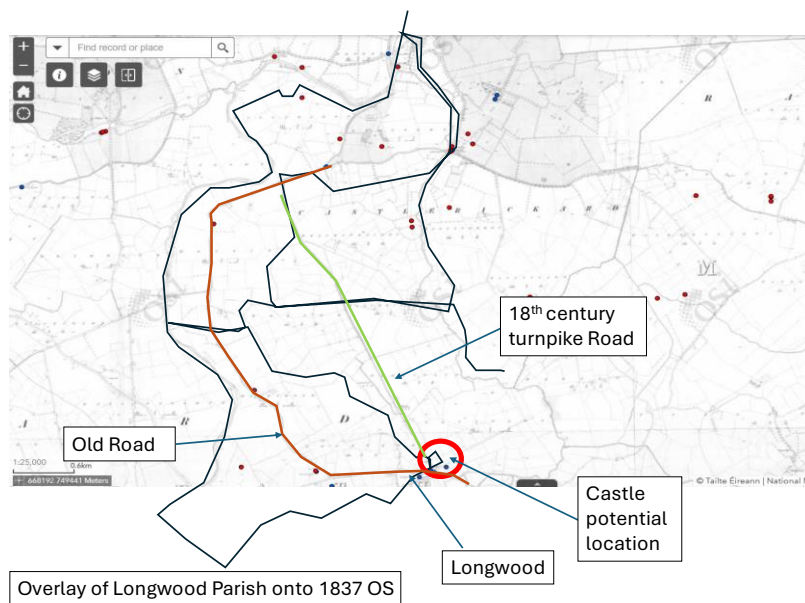 +
−
Find record or place
C A S T L E R I C K A R D
R A
A R D
18th century
turnpike Road
Old Road
1:25,000
0.6km
668192 749441 Meters
© Tailte Éireann | National M
Castle
potential
location
Longwood
Overlay of Longwood Parish onto 1837 OS